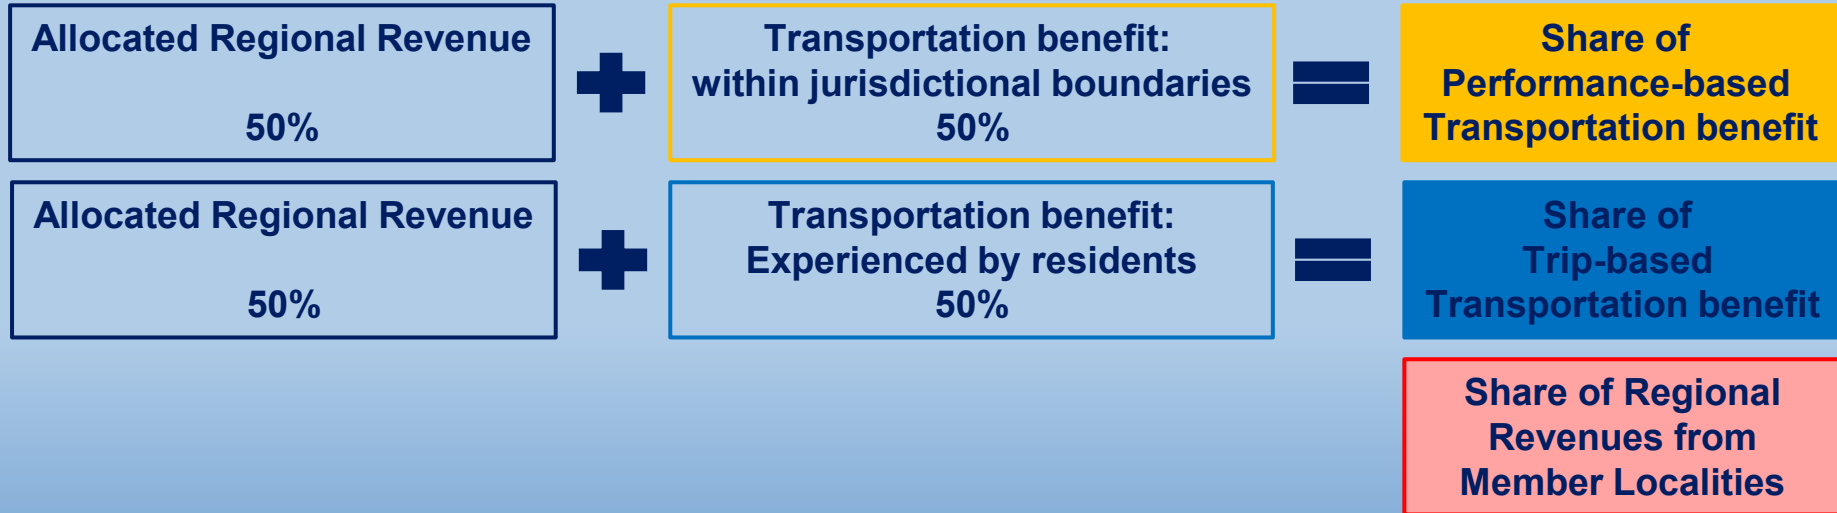 Allocated Regional Revenue
50%
Transportation benefit:
within jurisdictional boundaries
50%
Share of
Performance-based
Transportation benefit
Allocated Regional Revenue
50%
Transportation benefit:
Experienced by residents
50%
Share of
Trip-based
Transportation benefit
Share of Regional
Revenues from
Member Localities